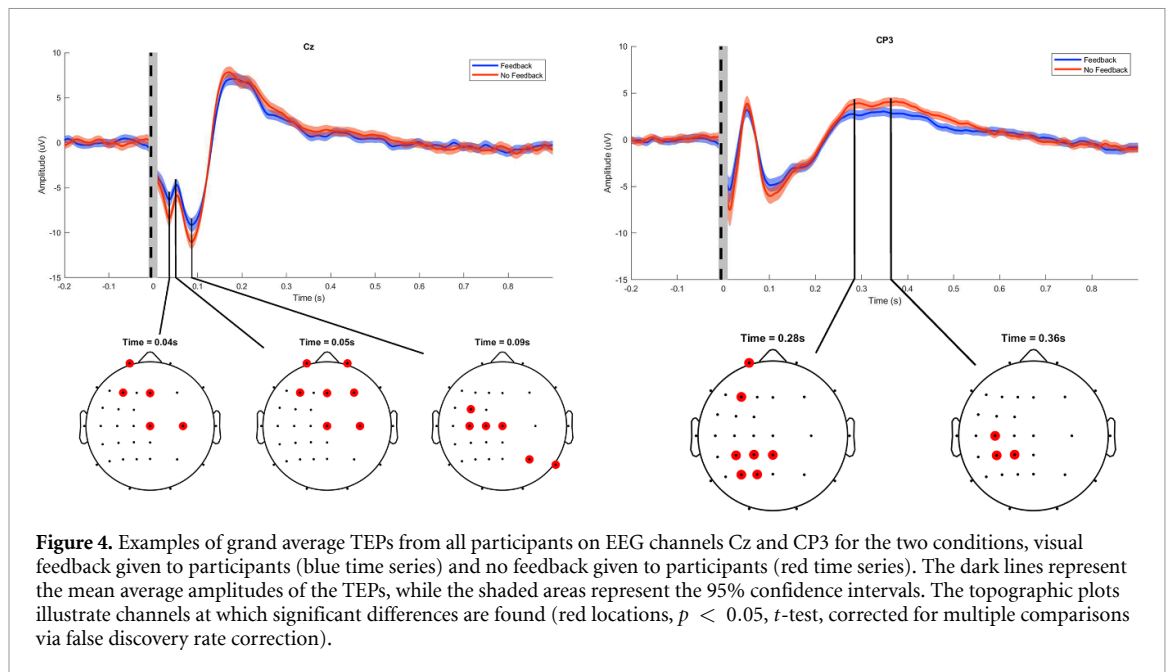 Cz
10
5
0
-5
-10
-15
Amplitude (uV)
Feedback
No Feedback
-0.2 -0.1 0 0.1 0.2 0.3 0.4 0.5 0.6 0.7 0.8
Time (s)
CP3
10
5
0
-5
-10
-15
Amplitude (uV)
Feedback
No Feedback
-0.2 -0.1 0 0.1 0.2 0.3 0.4 0.5 0.6 0.7 0.8
Time (s)
Time = 0.04s
Time = 0.05s
Time = 0.09s
Time = 0.28s
Time = 0.36s
Figure 4. Examples of grand average TEPs from all participants on EEG channels Cz and CP3 for the two conditions, visual
feedback given to participants (blue time series) and no feedback given to participants (red time series). The dark lines represent
the mean average amplitudes of the TEPs, while the shaded areas represent the 95% confidence intervals. The topographic plots
illustrate channels at which significant differences are found (red locations, p < 0.05, t-test, corrected for multiple comparisons
via false discovery rate correction).